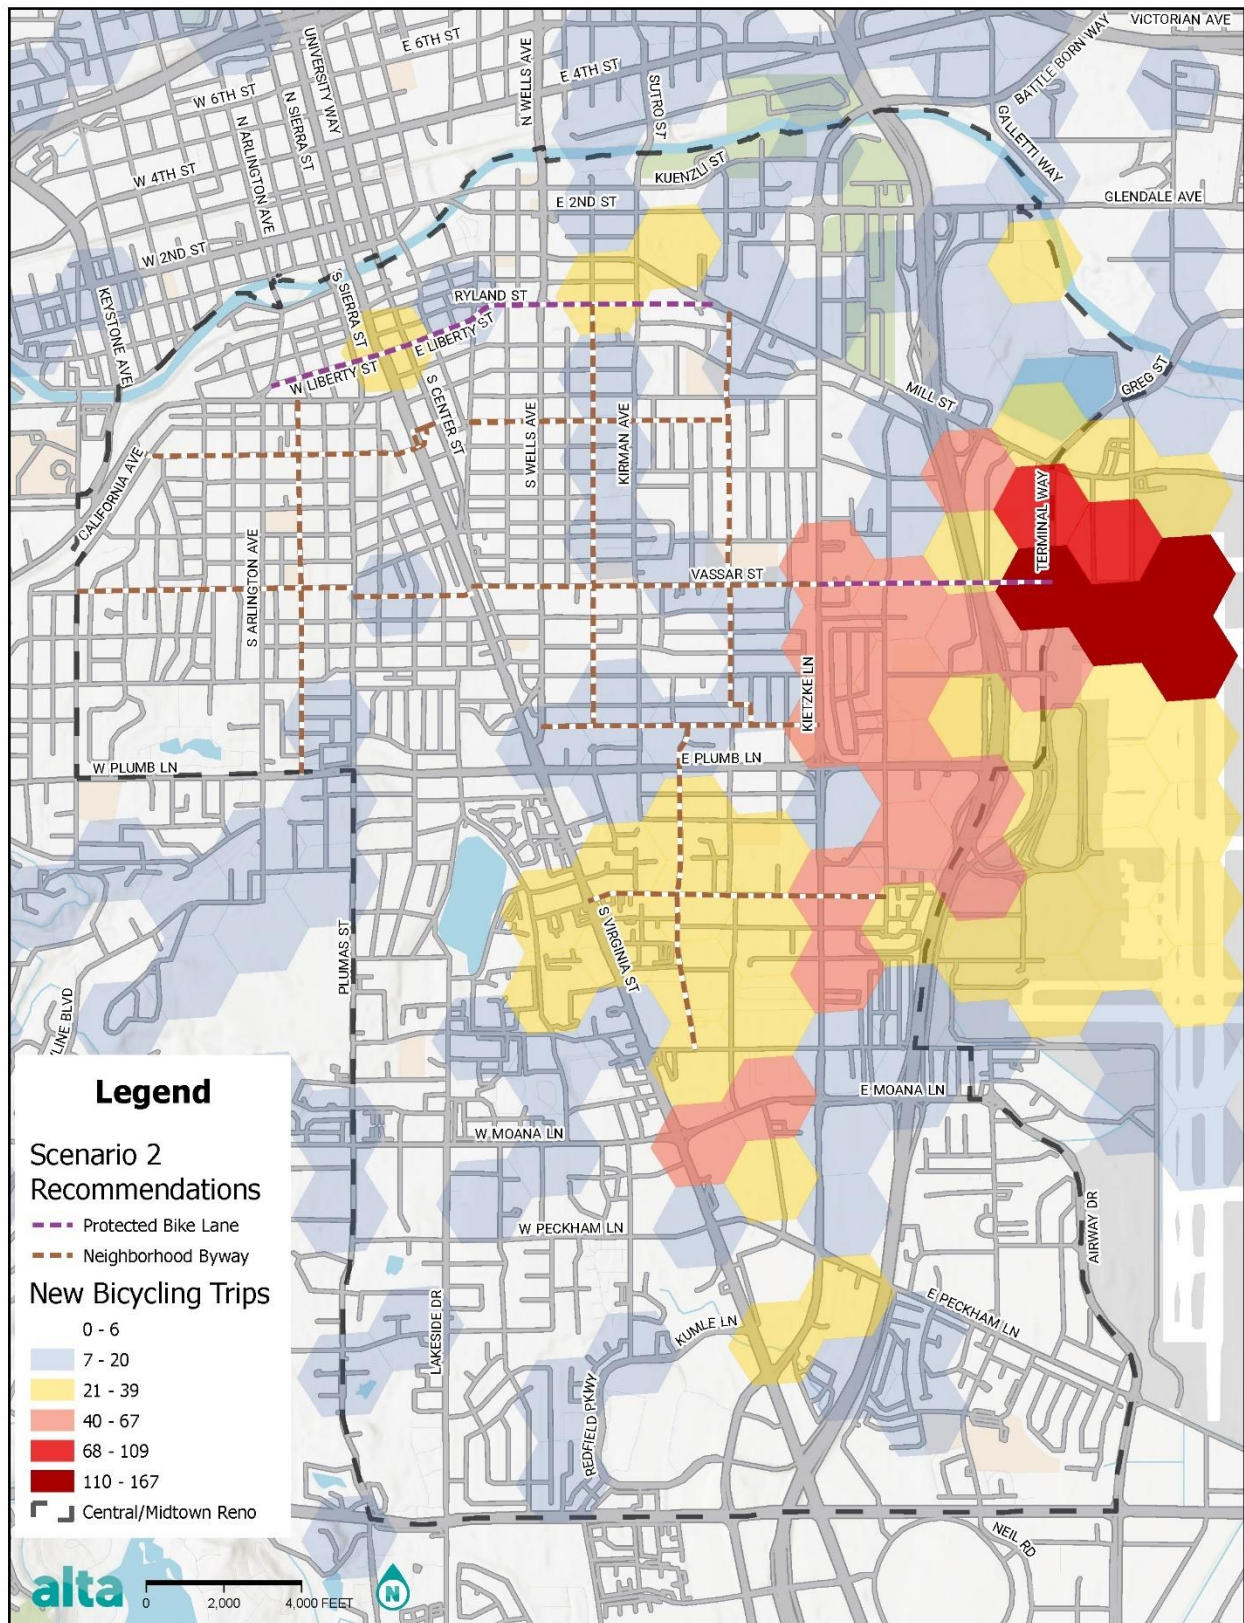 VICTORIAN AVE
E 6TH ST
UNIVERSITY WAY
N WELLS AVE
E 4TH ST
SUTRO ST
BATTLE BORN WAY
W 6TH ST
N SIERRA ST
N ARLINGTON AVE
GALLETTI WAY
W 4TH ST
KUENZLI ST
E 2ND ST
GLENDALE AVE
W 2ND ST
KEYSTONE AVE
S SIERRA ST
RYLAND ST
E LIBERTY ST
W LIBERTY ST
GREG ST
MILL ST
S CENTER ST
S WELLS AVE
KIRMAN AVE
CALIFORNIA AVE
TERMINAL WAY
VASSAR ST
S ARLINGTON AVE
KIETZKE LN
W PLUMB LN
E PLUMB LN
S VIRGINIA ST
PLUMAS ST
YLINE BLVD
E MOANA LN
W MOANA LN
W PECKHAM LN
AIRWAY DR
LAKESIDE DR
KUMLE LN
E PECKHAM LN
REDFIELD PKWY
NEIL RD
Legend
Scenario 2
Recommendations
Protected Bike Lane
Neighborhood Byway
New Bicycling Trips
0 - 6
7 - 20
21 - 39
40 - 67
68 - 109
110 - 167
Central/Midtown Reno
alta
0 2,000 4,000 FEET
N